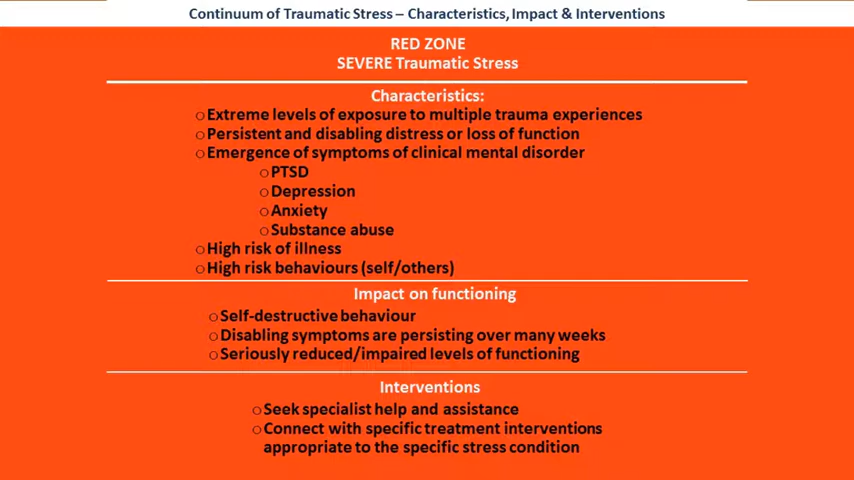 Continuum of Traumatic Stress – Characteristics, Impact & Interventions
RED ZONE
SEVERE Traumatic Stress
Characteristics:
○Extreme levels of exposure to multiple trauma experiences
○Persistent and disabling distress or loss of function
○Emergence of symptoms of clinical mental disorder
○PTSD
○Depression
○Anxiety
○Substance abuse
○High risk of illness
○High risk behaviours (self/others)
Impact on functioning
○Self-destructive behaviour
○Disabling symptoms are persisting over many weeks
○Seriously reduced/impaired levels of functioning
Interventions
○Seek specialist help and assistance
○Connect with specific treatment interventions
appropriate to the specific stress condition